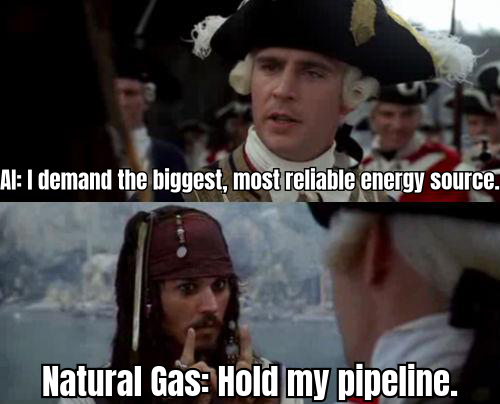 AI: I demand the biggest, most reliable energy source.
Natural Gas: Hold my pipeline.